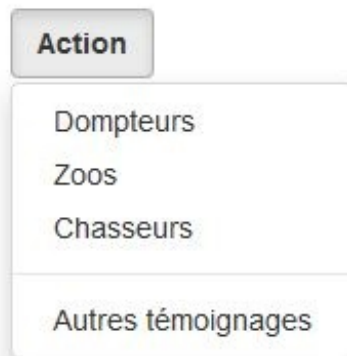 Action
Dompteurs
Zoos
Chasseurs
Autres témoignages